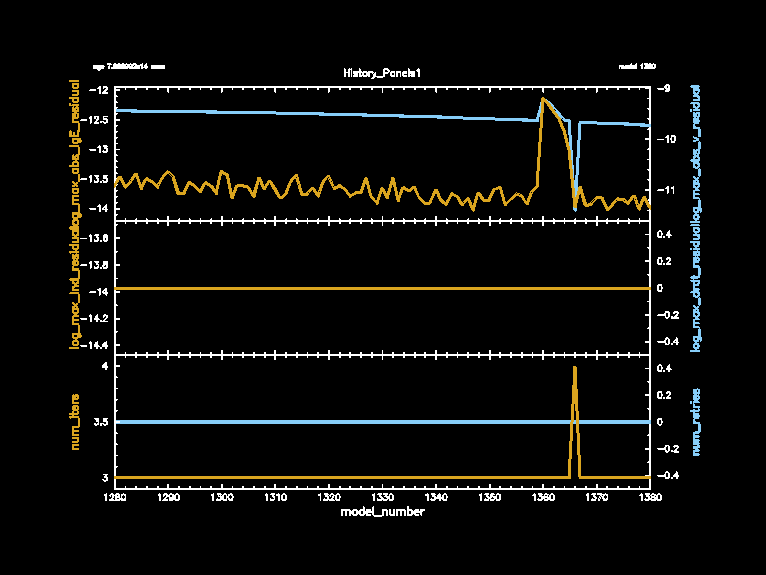 model 1380
History_Panels1
log_max_abs_lgE_residual
-12
-12.5
-13
-13.5
-14
-9
-10
-11
log_max_abs_v_residual
-13.6
-13.8
-14
-14.2
-14.4
0.4
0.2
0
-0.2
-0.4
log_max_drdt_residual
num_iters
4
3.5
3
0.4
0.2
0
-0.2
-0.4
num_retries
1280 1290 1300 1310 1320 1330 1340 1350 1360 1370 1380
model_number